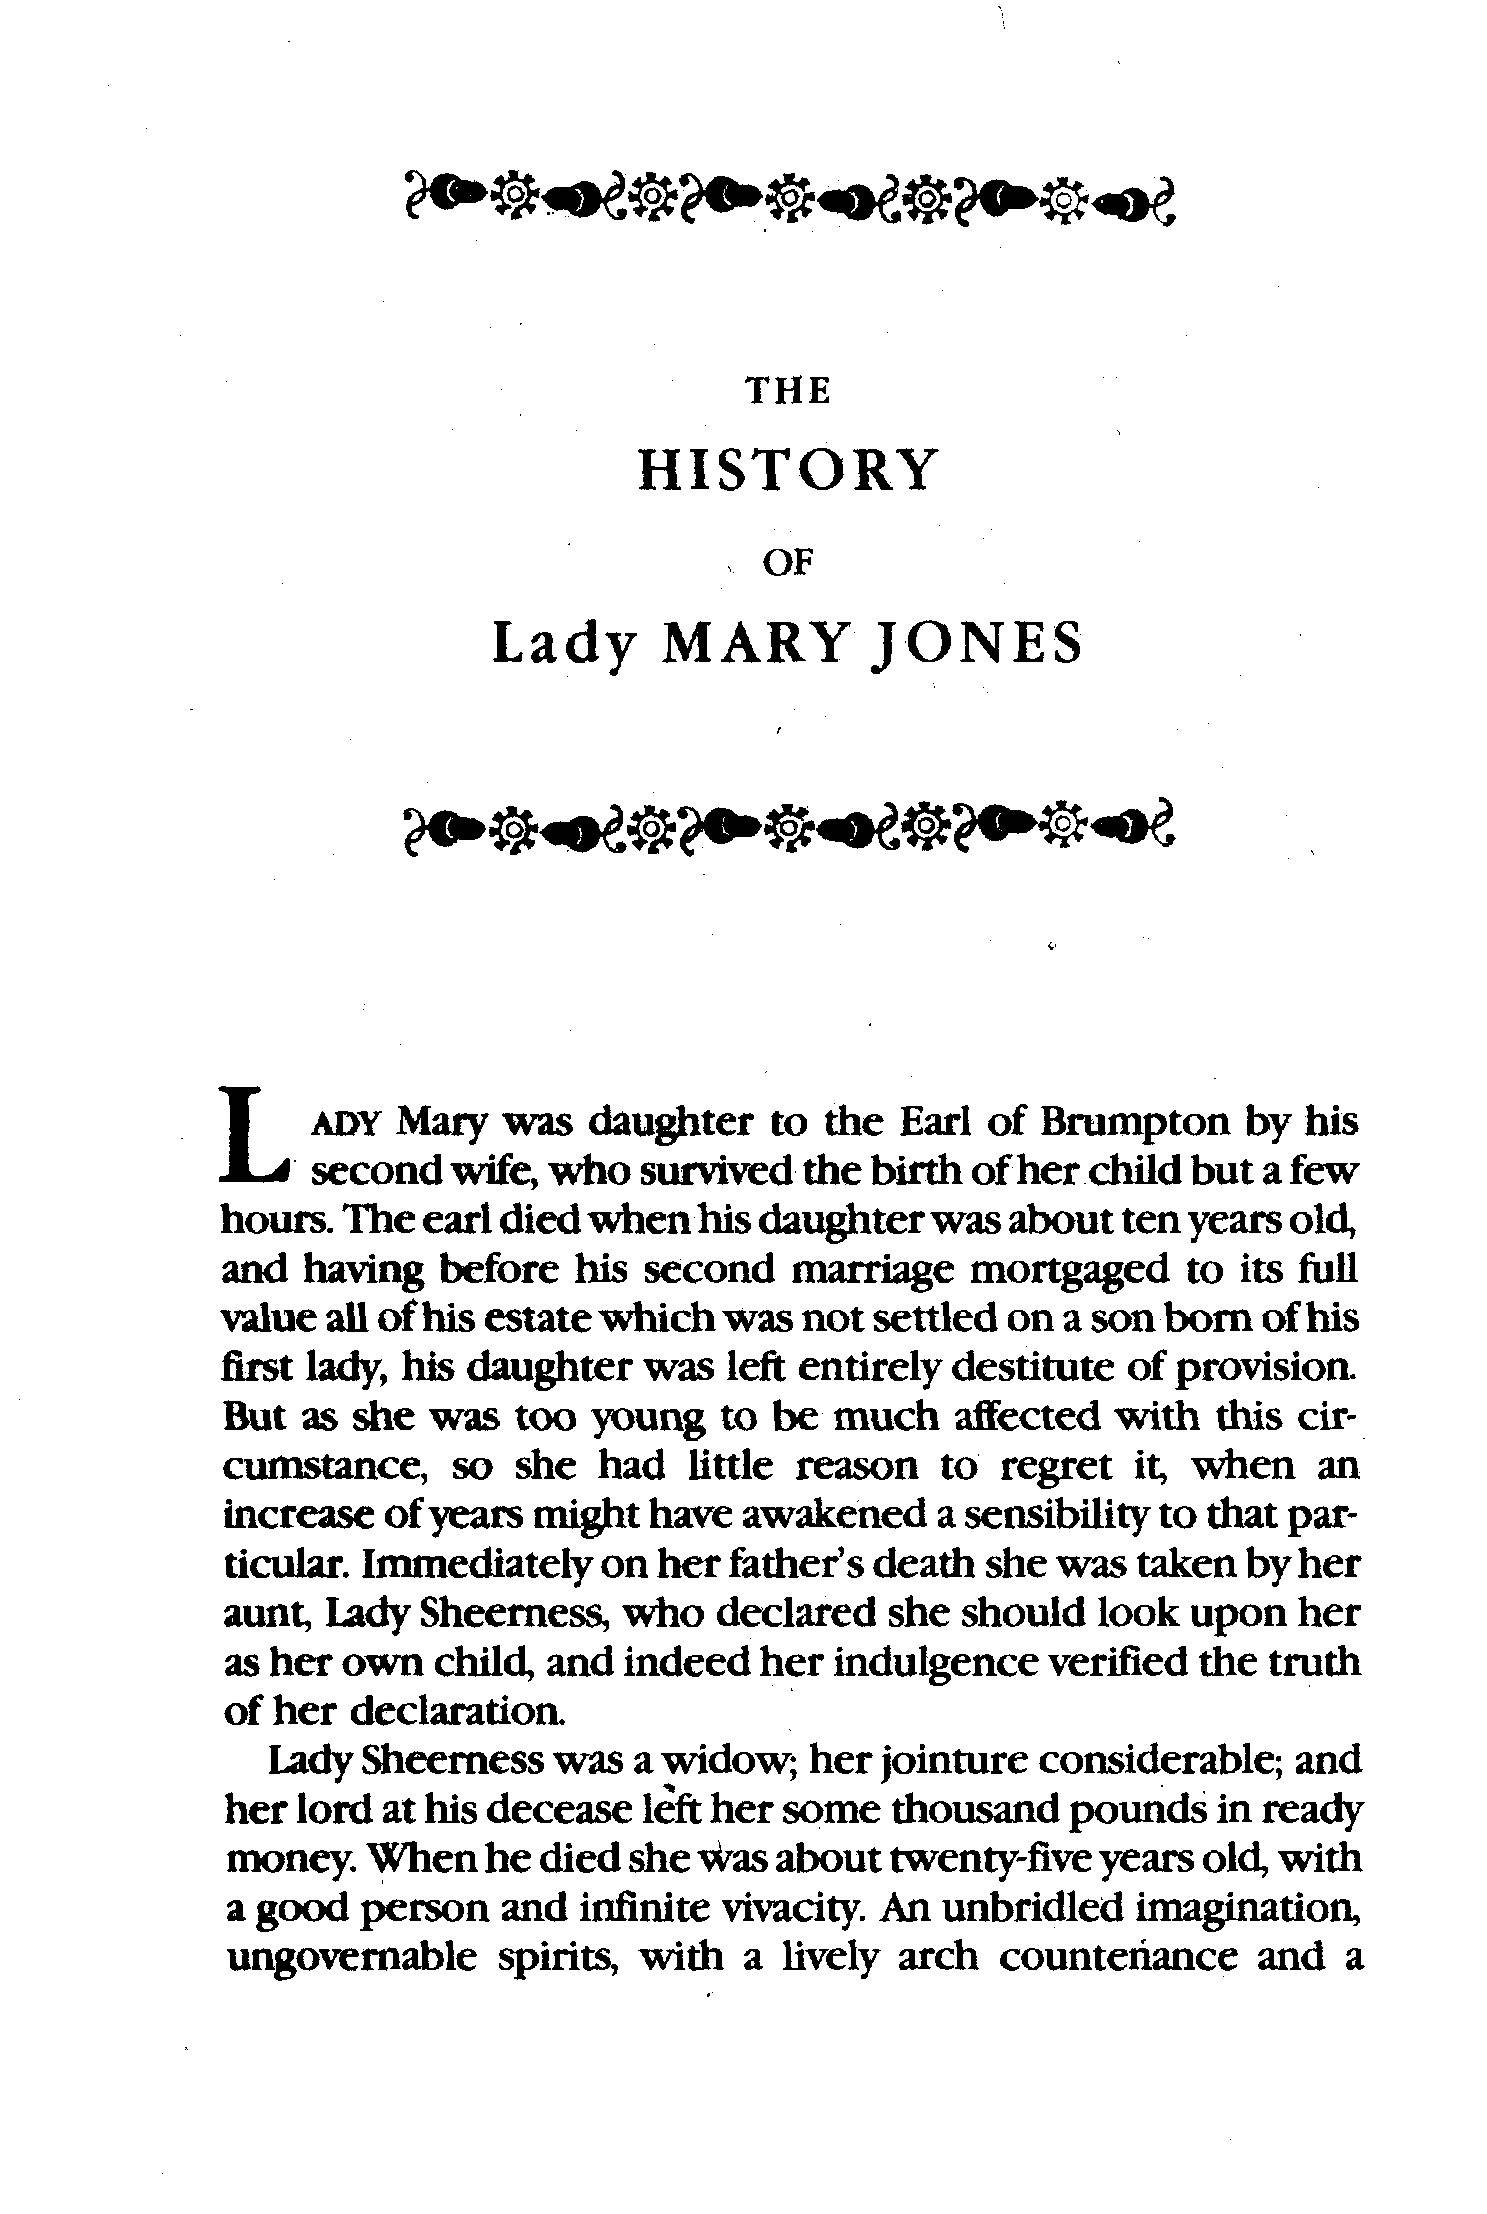 THE
HISTORY
OF
Lady MARY JONES
LADY Mary was daughter to the Earl of Brumpton by his
second wife, who survived the birth of her child but a few
hours. The earl died when his daughter was about ten years old,
and having before his second marriage mortgaged to its full
value all of his estate which was not settled on a son born of his
first lady, his daughter was left entirely destitute of provision.
But as she was too young to be much affected with this cir-
cumstance, so she had little reason to regret it, when an
increase of years might have awakened a sensibility to that par-
ticular. Immediately on her father's death she was taken by her
aunt, Lady Sheerness, who declared she should look upon her
as her own child, and indeed her indulgence verified the truth
of her declaration.
Lady Sheerness was a widow; her jointure considerable; and
her lord at his decease left her some thousand pounds in ready
money. When he died she was about twenty-five years old, with
a good person and infinite vivacity. An unbridled imagination,
ungovernable spirits, with a lively arch countenance and a